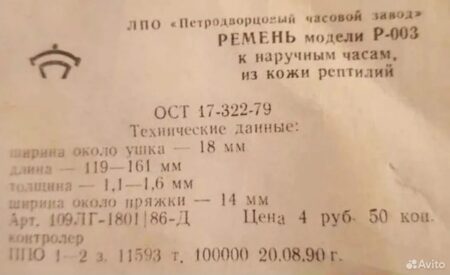 ЛПО «Петродворцовый часовой завод»
РЕМЕНЬ модели Р-003
к наручным часам,
из кожи рептилий
ОСТ 17-322-79
Технические данные:
ширина около ушка — 18 мм
длина — 119—161 мм
толщина — 1,1—1,6 мм
ширина около пряжки — 14 мм
Арт. 109ЛГ-1801|86-Д Цена 4 руб. 50 коп.
контролер
ППО 1—2 з. 11593 т. 100000 20.08.90 г.
Avito